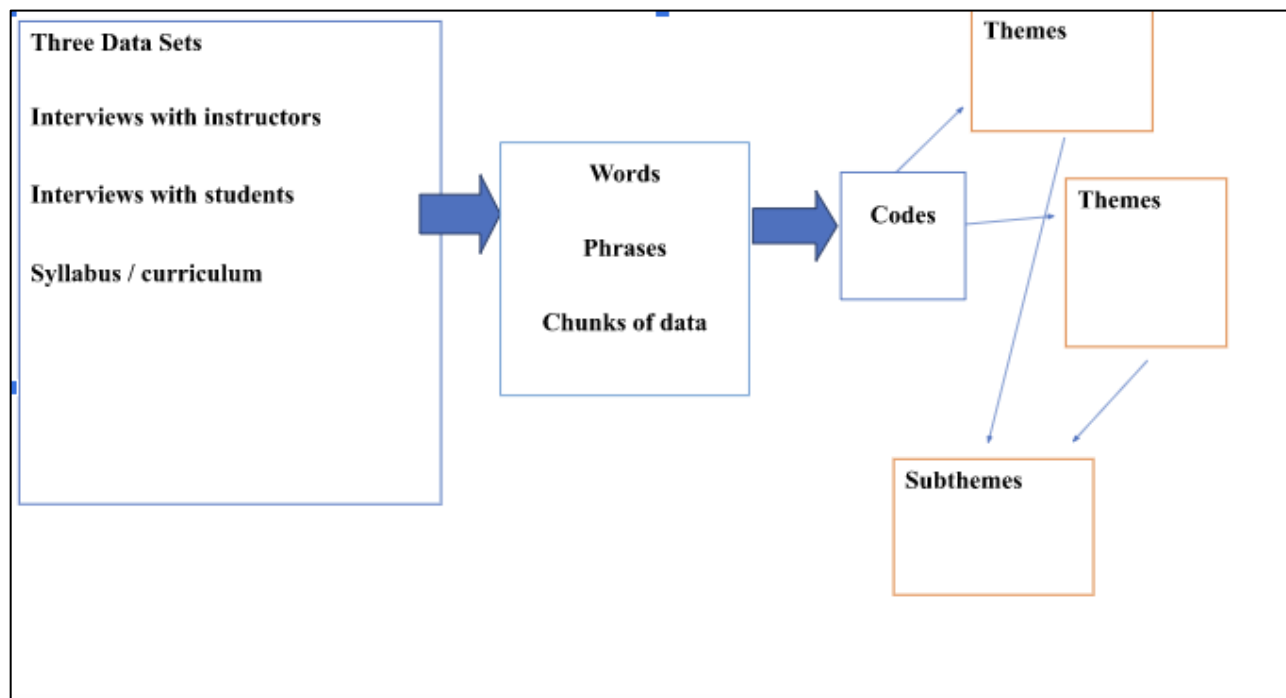 Three Data Sets
Interviews with instructors
Interviews with students
Syllabus / curriculum
Words
Phrases
Chunks of data
Codes
Themes
Themes
Subthemes